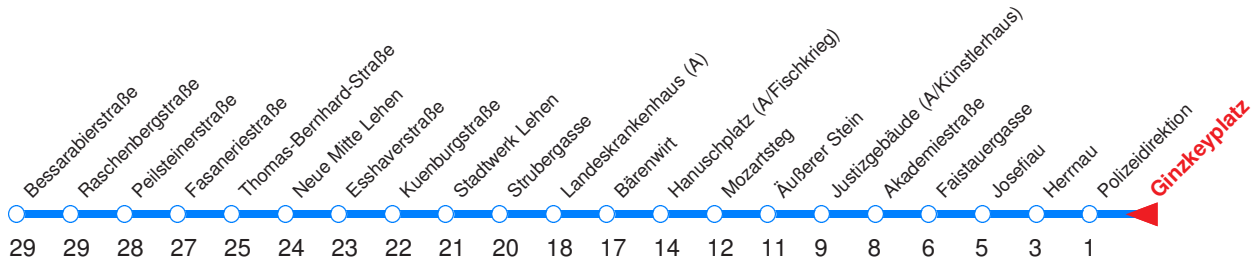 Bessarabierstraße
Raschenbergstraße
Peilsteinerstraße
Fasaneriestraße
Thomas-Bernhard-Straße
Neue Mitte Lehen
Esshaverstraße
Kuenburgstraße
Stadtwerk Lehen
Strubergasse
Landeskrankenhaus (A)
Bärenwirt
Hanuschplatz (A/Fischkrieg)
Mozartsteg
Äußerer Stein
Justizgebäude (A/Künstlerhaus)
Akademiestraße
Faistauergasse
Josefiau
Herrnau
Polizeidirektion
Ginzkeyplatz
29 29 28 27 25 24 23 22 21 20 18 17 14 12 11 9 8 6 5 3 1